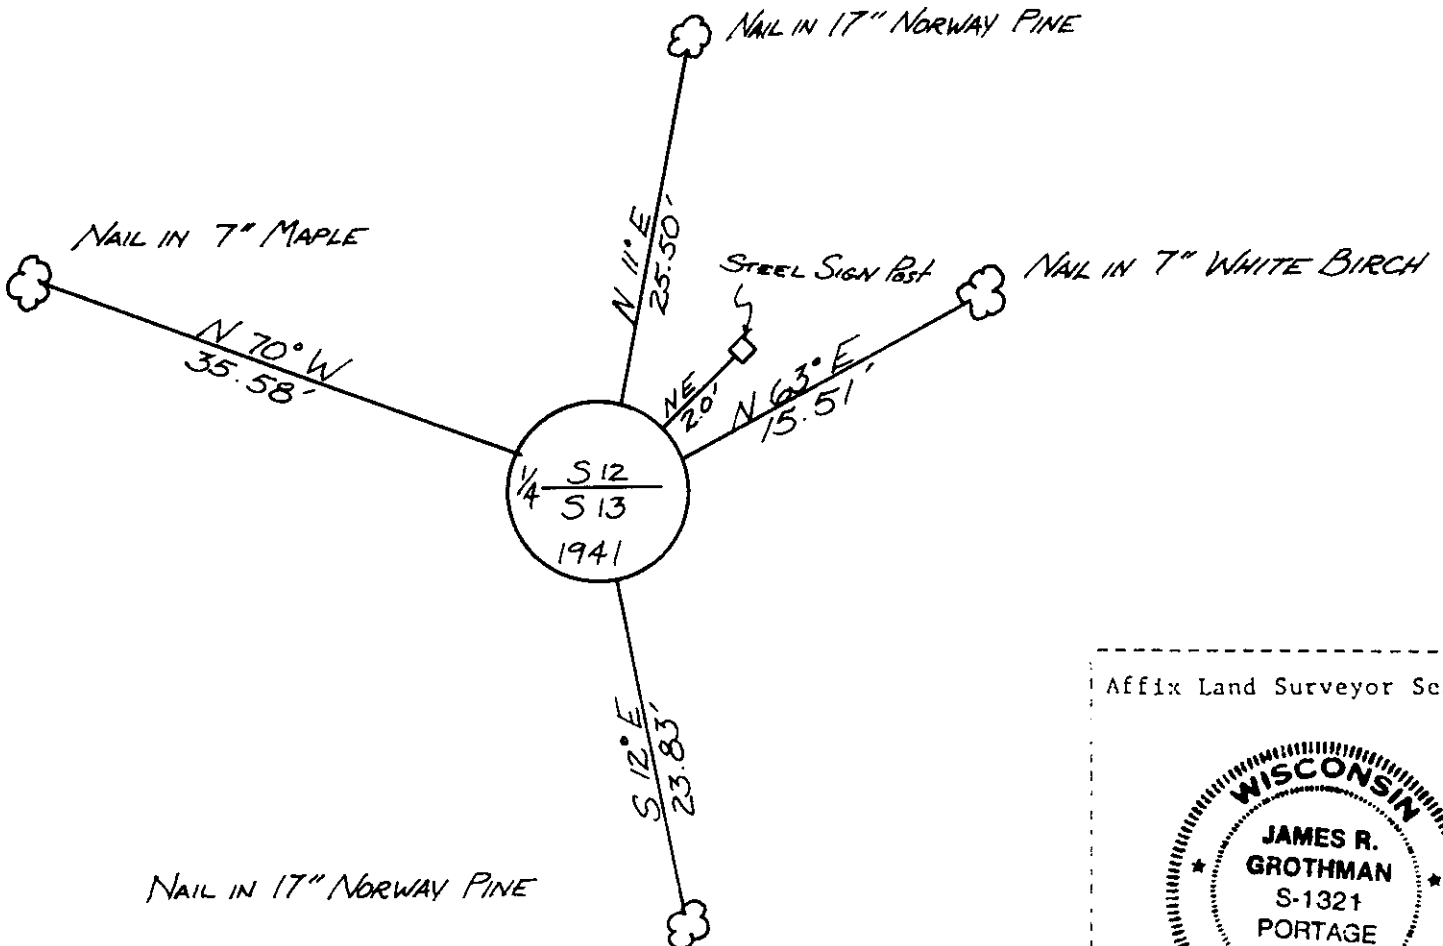 NAIL IN 17" NORWAY PINE
NAIL IN 7" MAPLE
N 11° E
25.50'
STEEL SIGN POST
NAIL IN 7" WHITE BIRCH
N 70° W
35.58'
NE
2.0'
N 63° E
15.51'
1/4 S 12
S 13
1941
S 12° E
23.83'
NAIL IN 17" NORWAY PINE
Affix Land Surveyor Se
WISCONSIN
JAMES R.
GROTHMAN
S-1321
PORTAGE